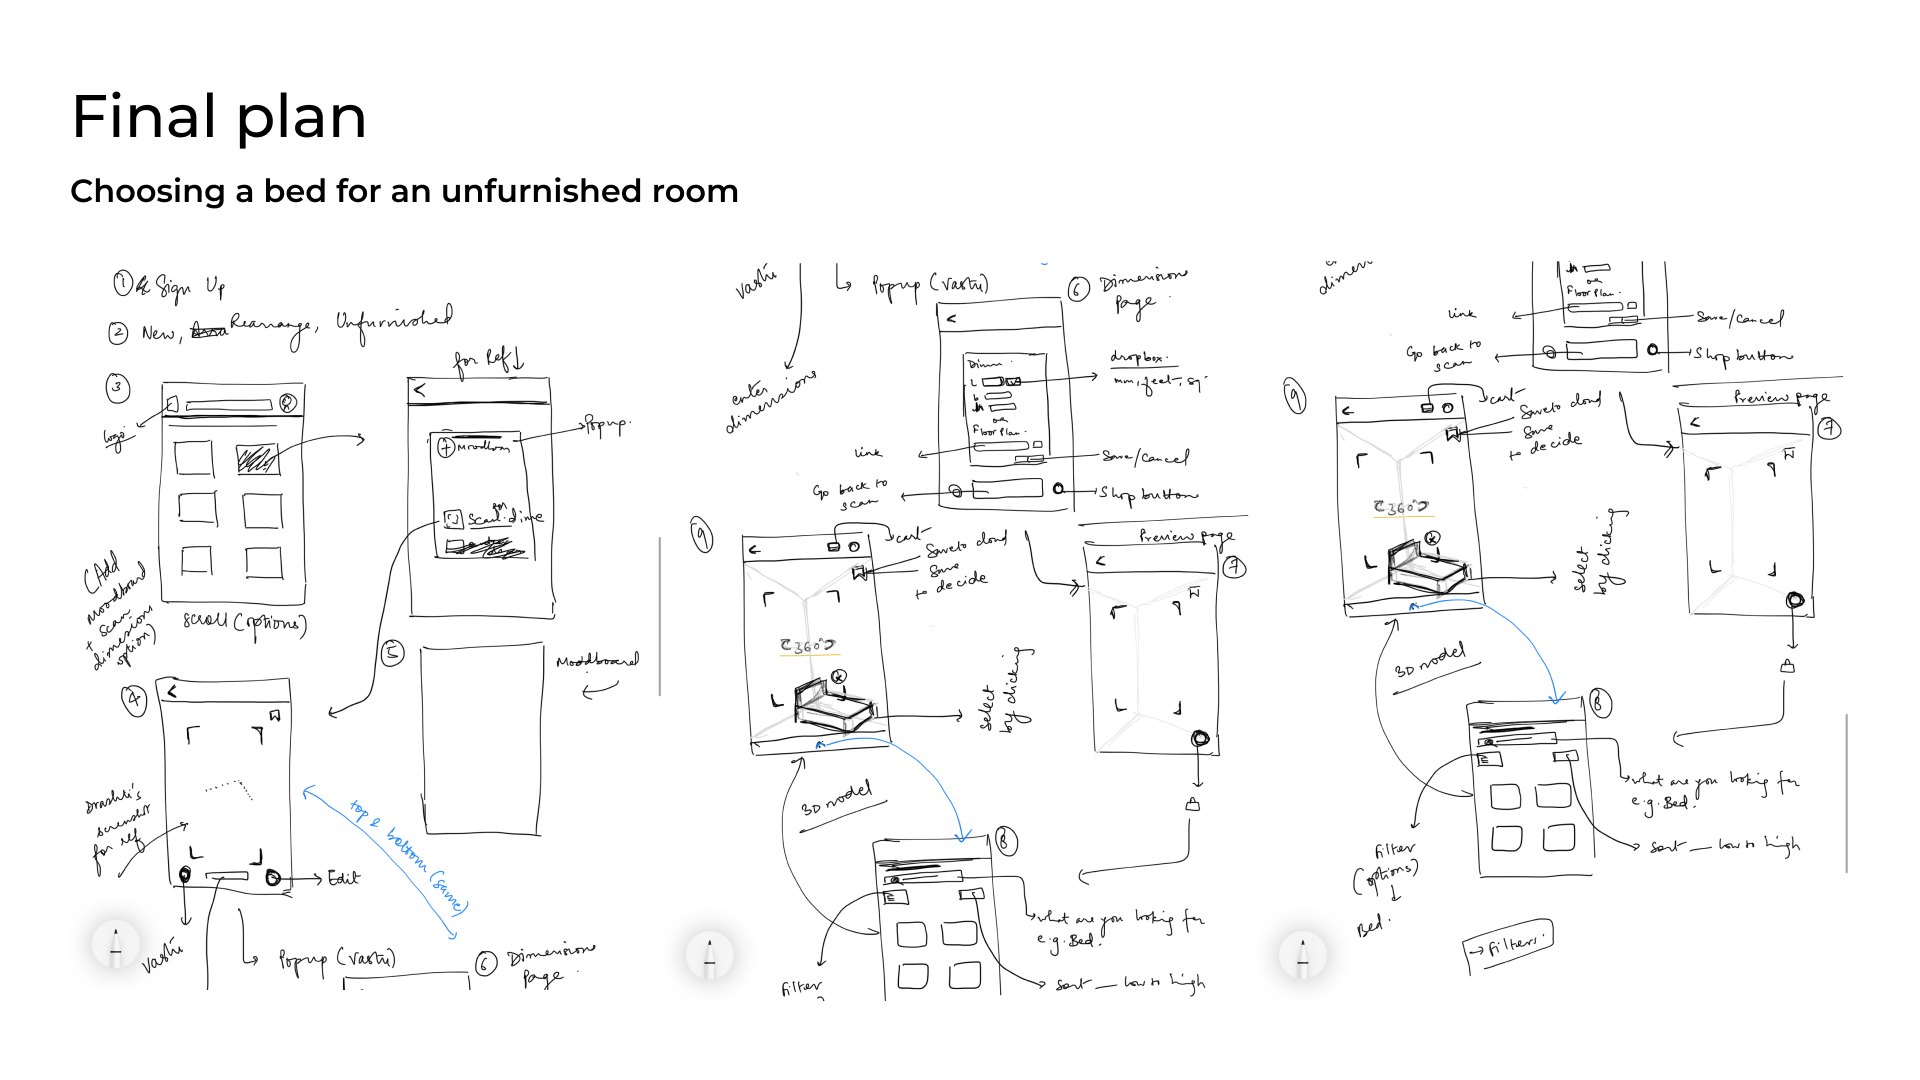 Final plan
Choosing a bed for an unfurnished room
① Sign Up
② New, Rearrange, Unfurnished
③
for Ref ↓
<
logo
+ Moodboard
Popup.
Scan for dime
(Add
Moodboard
+ scan
dimension
option)
scroll (options)
④
<
⑤
Moodboard
Drashti's
screenshot
for ref
top & bottom (same)
Edit
Vastu
Popup (vastu)
⑥ Dimensions
Page.
vastu
Popup (vastu)
⑥ Dimensions
Page.
<
enter
dimensions
Dimn.
L
b
h
or
Floor Plan.
dropbox.
mm, feet, sq.
link
Save/Cancel
Go back to
scan
Shop button
⑨
<
cart
Save to cloud
Save
to decide
Preview page
<
⑦
360°
select
by clicking
3D model
⑧
what are you looking for
e.g. Bed.
Sort — low to high
Filter
dimen
h
or
Floor Plan.
link
Save/Cancel
Go back to
scan
Shop button
⑨
<
cart
Save to cloud
Save
to decide
Preview page
<
⑦
360°
select
by clicking
3D model
⑧
what are you looking for
e.g. Bed.
Filter
(options)
Bed.
Sort — low to high
→ Filters.